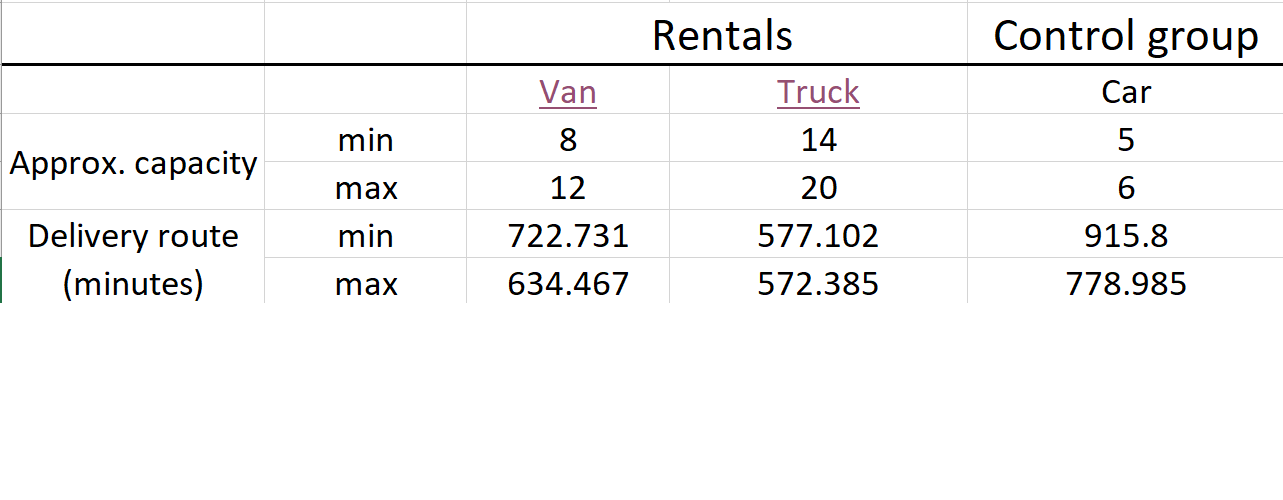 Rentals Control group
Van Truck Car
Approx. capacity min 8 14 5
max 12 20 6
Delivery route min 722.731 577.102 915.8
(minutes) max 634.467 572.385 778.985